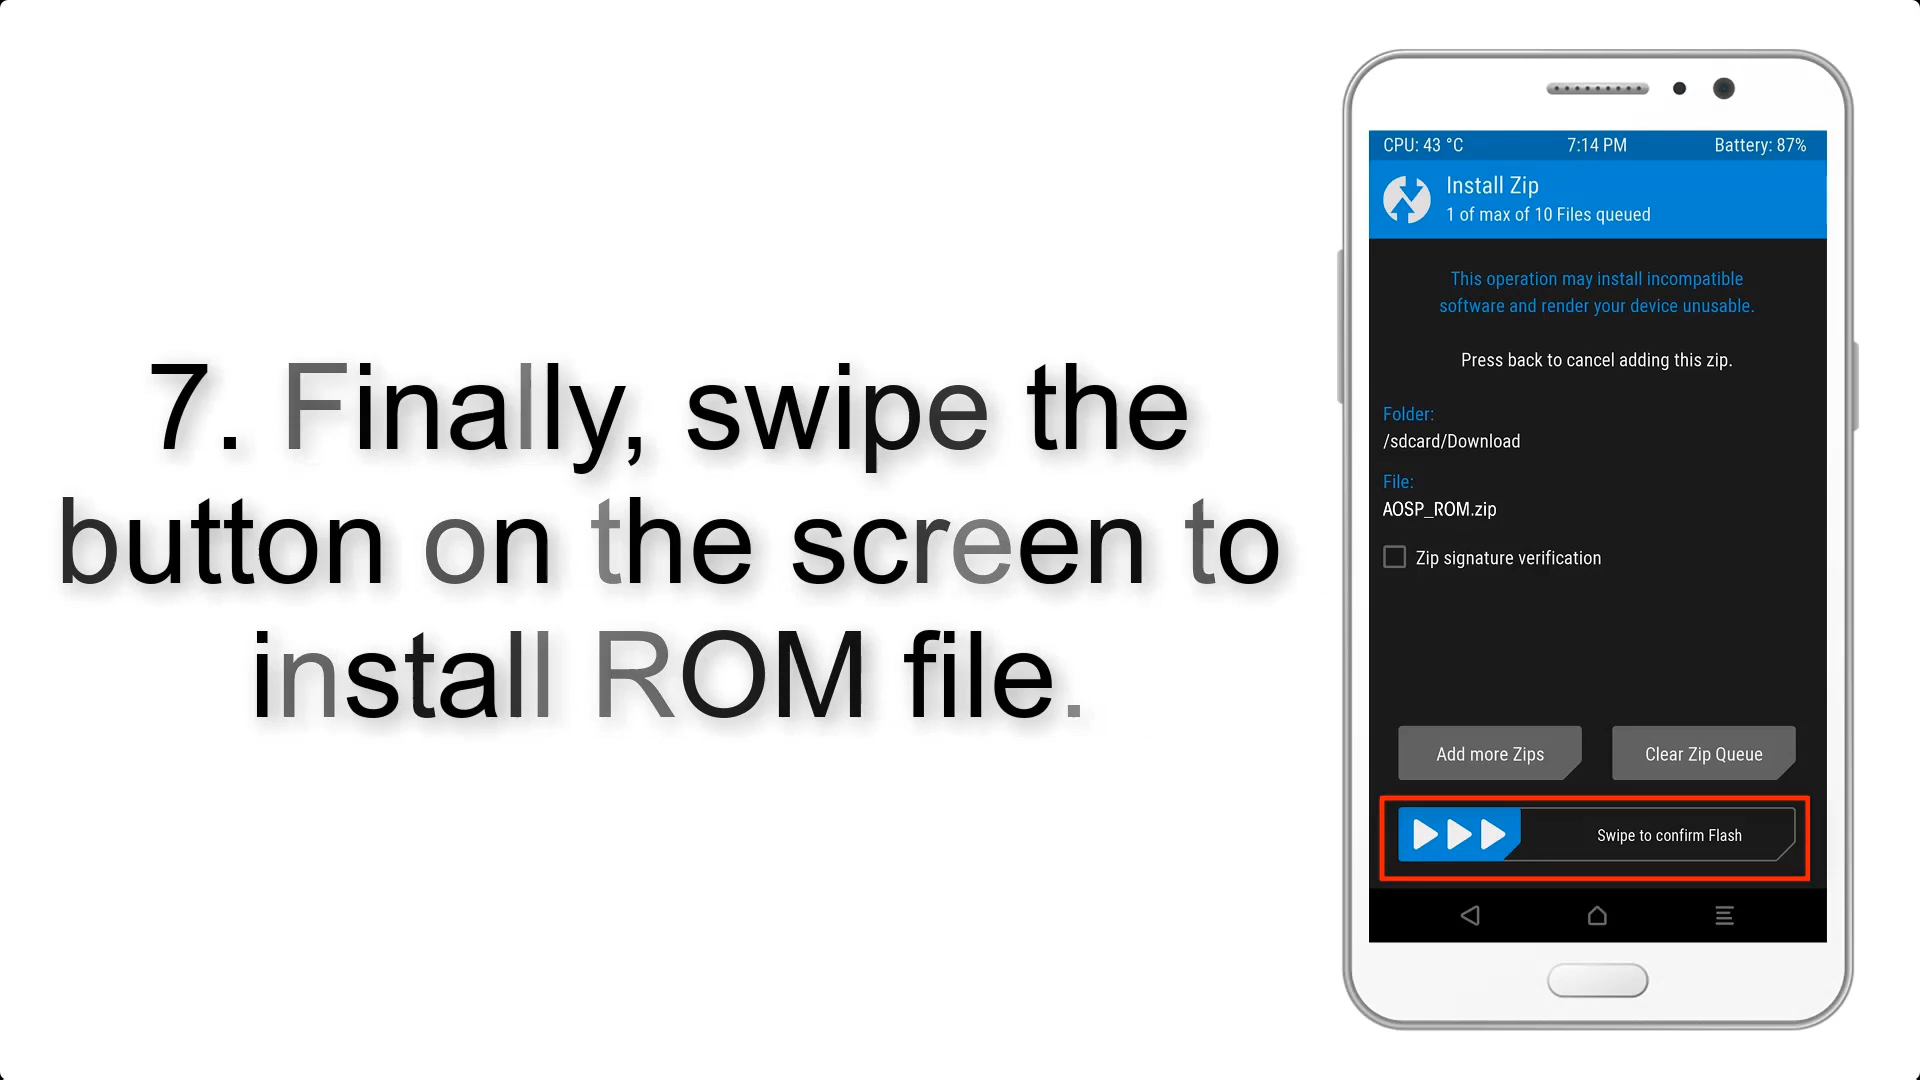 7. Finally, swipe the
button on the screen to
install ROM file.
CPU: 43 °C 7:14 PM Battery: 87%
Install Zip
1 of max of 10 Files queued
This operation may install incompatible
software and render your device unusable.
Press back to cancel adding this zip.
Folder:
/sdcard/Download
File:
AOSP_ROM.zip
Zip signature verification
Add more Zips Clear Zip Queue
Swipe to confirm Flash